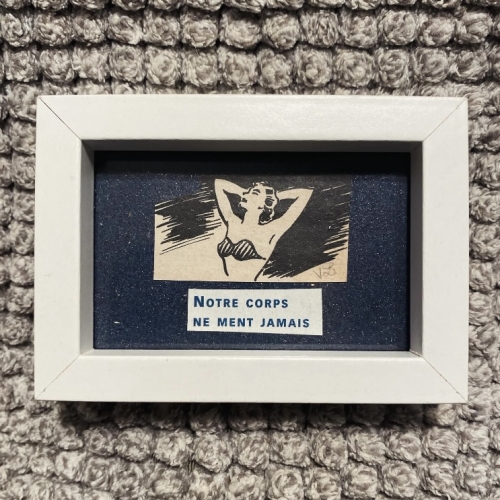 Notre corps
ne ment jamais